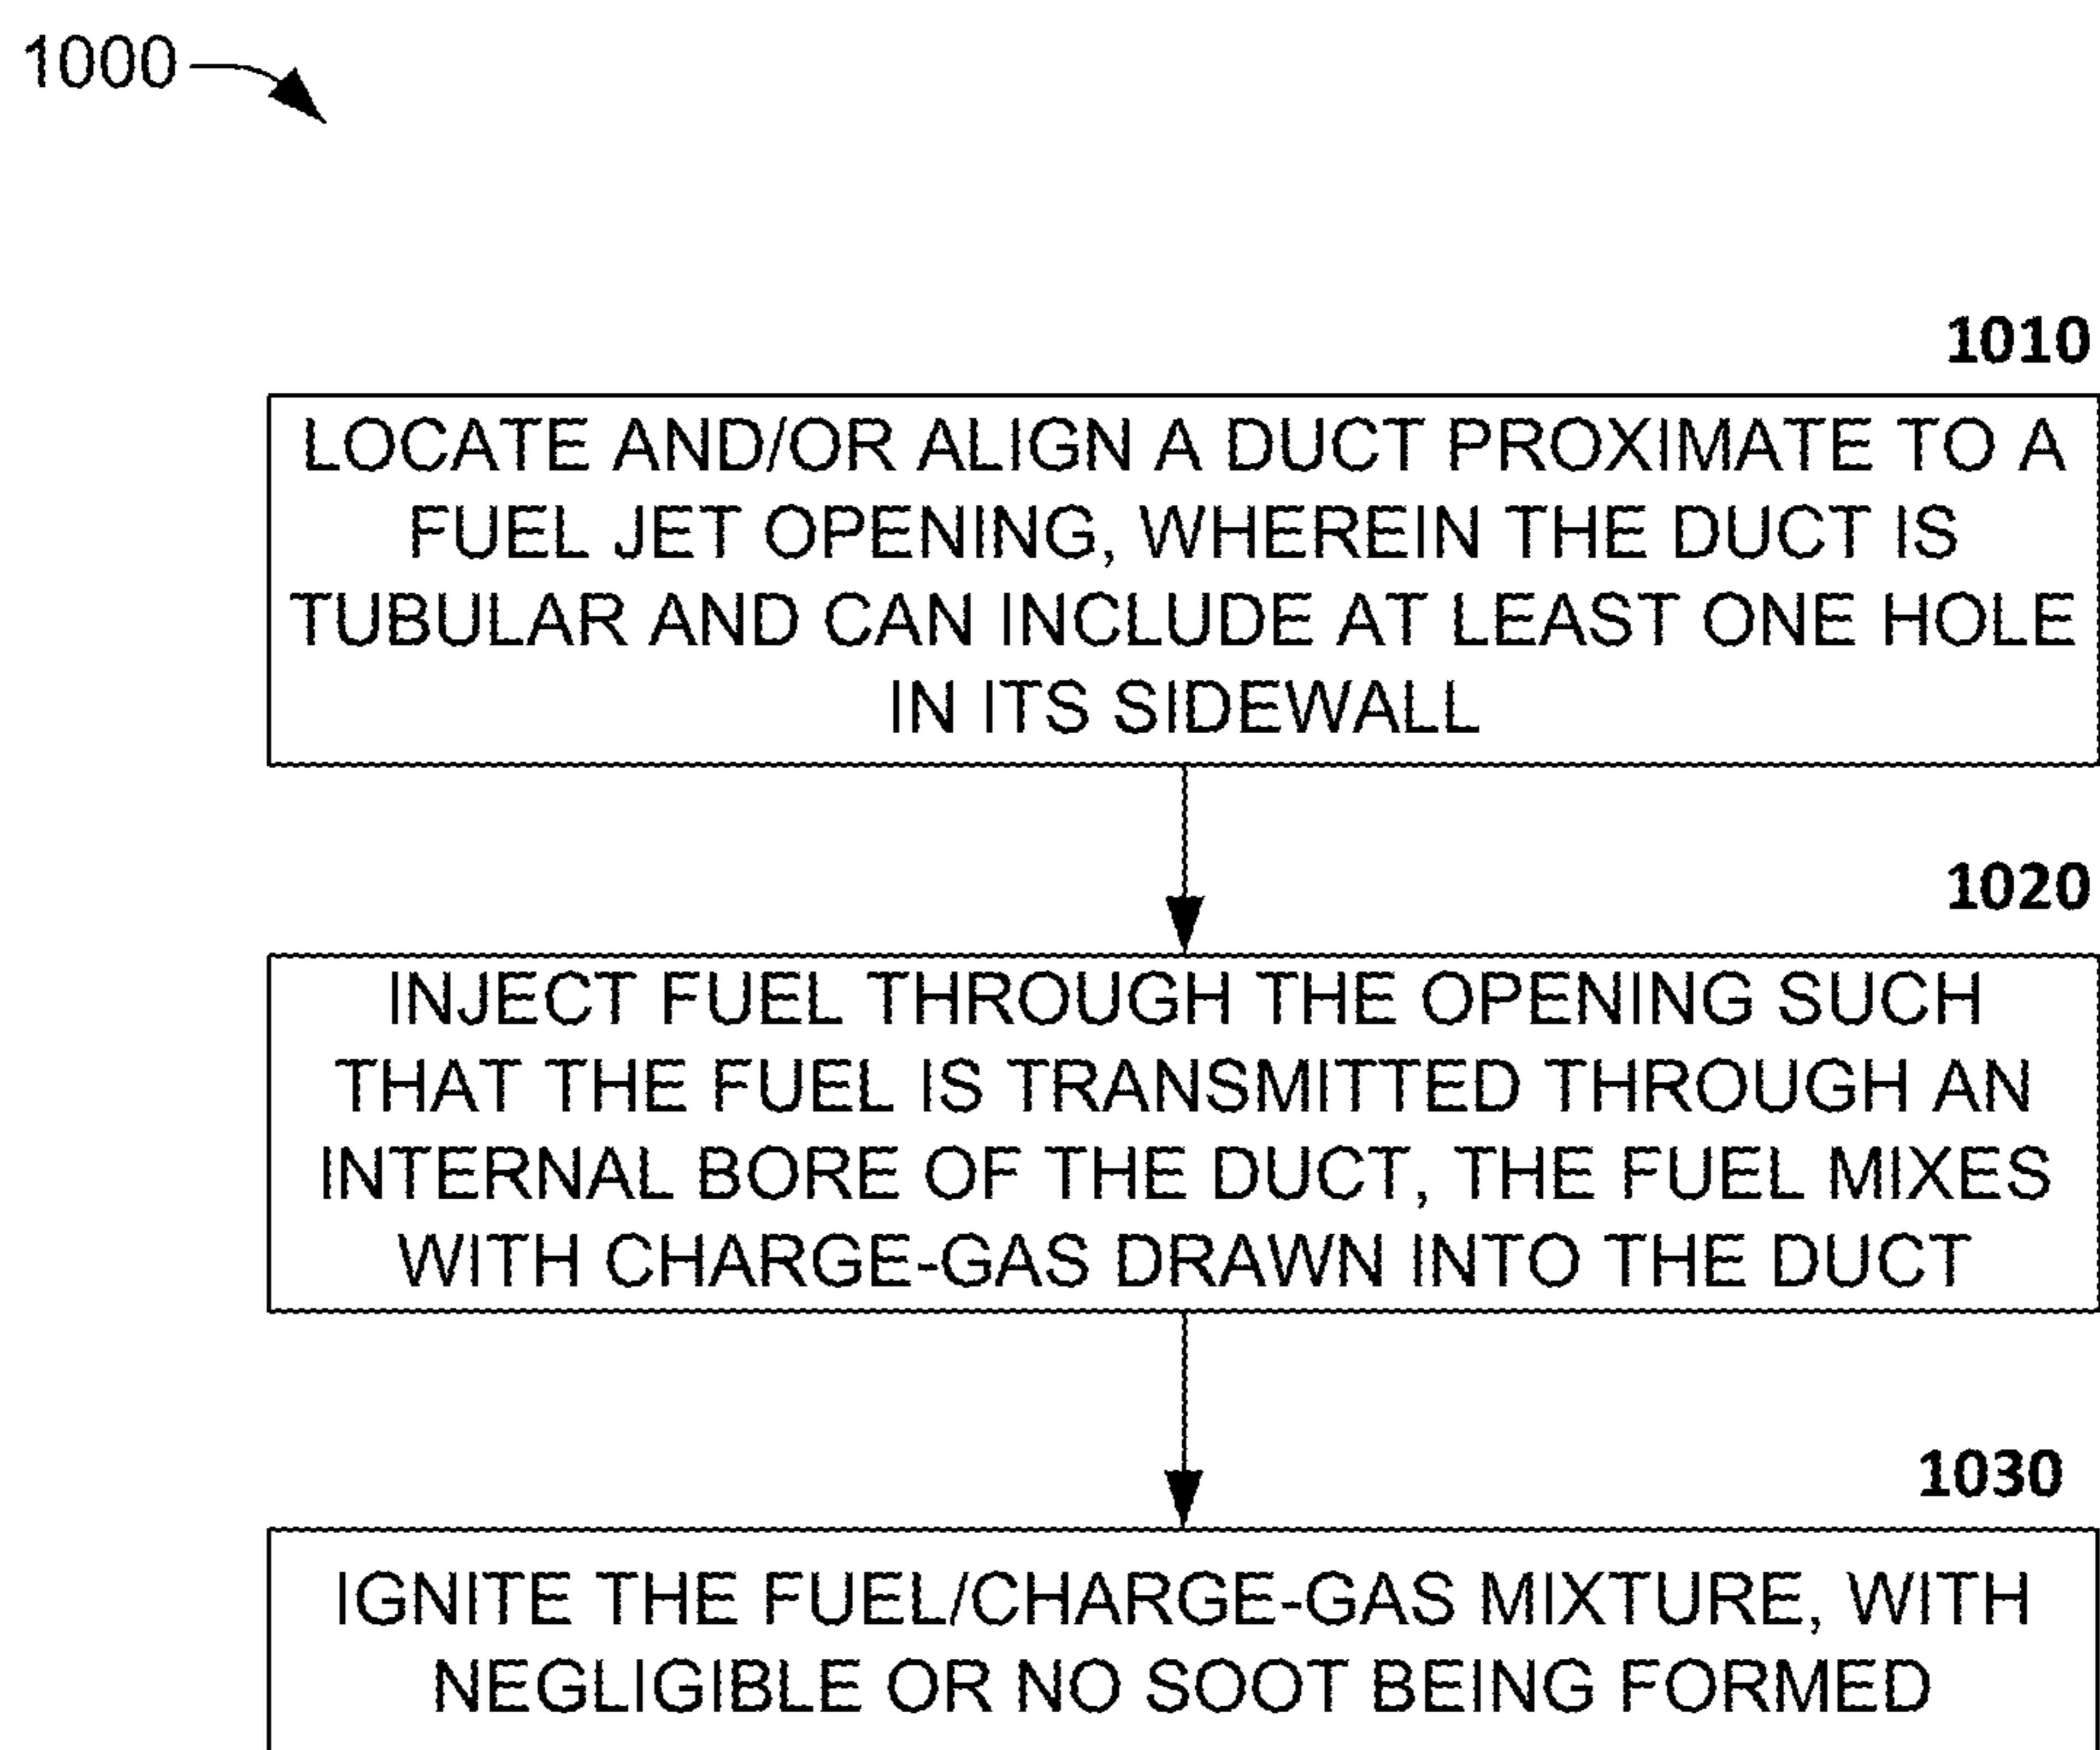 1000
1010
LOCATE AND/OR ALIGN A DUCT PROXIMATE TO A
FUEL JET OPENING, WHEREIN THE DUCT IS
TUBULAR AND CAN INCLUDE AT LEAST ONE HOLE
IN ITS SIDEWALL
1020
INJECT FUEL THROUGH THE OPENING SUCH
THAT THE FUEL IS TRANSMITTED THROUGH AN
INTERNAL BORE OF THE DUCT, THE FUEL MIXES
WITH CHARGE-GAS DRAWN INTO THE DUCT
1030
IGNITE THE FUEL/CHARGE-GAS MIXTURE, WITH
NEGLIGIBLE OR NO SOOT BEING FORMED